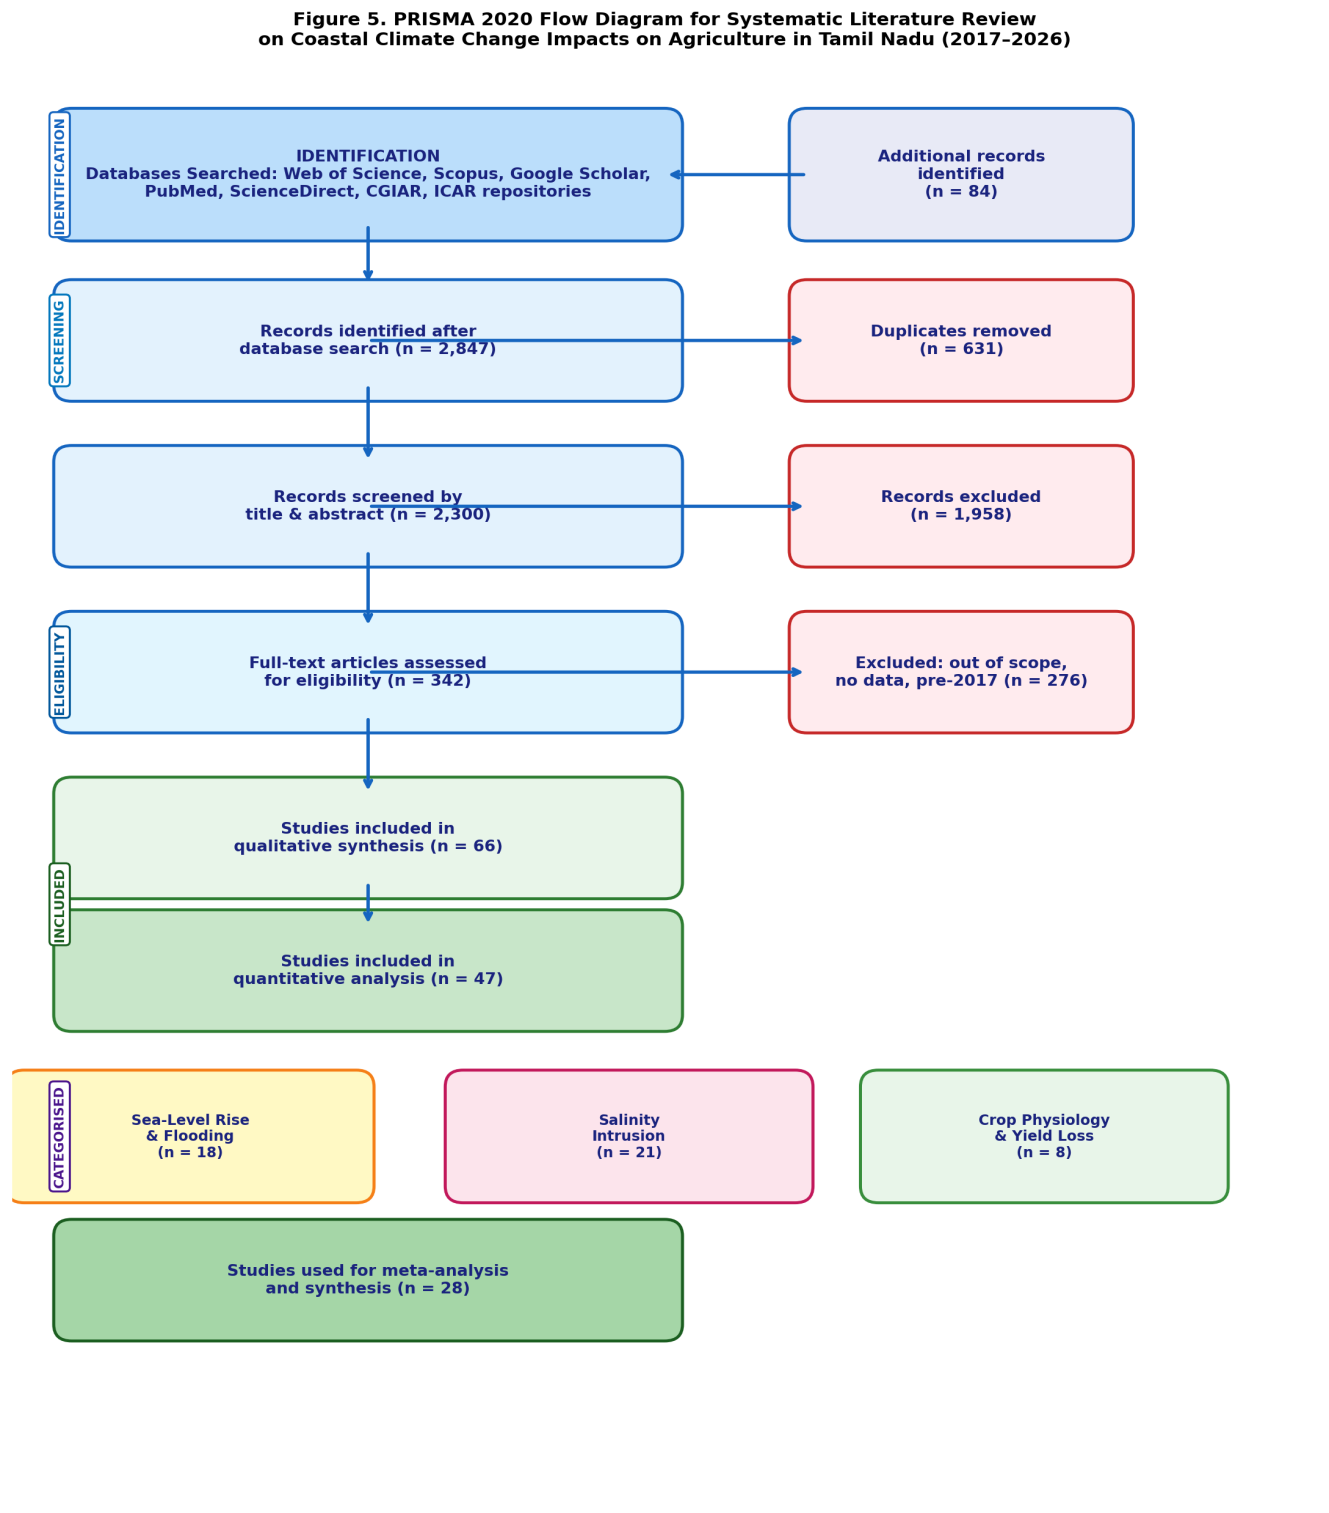 Figure 5. PRISMA 2020 Flow Diagram for Systematic Literature Review
on Coastal Climate Change Impacts on Agriculture in Tamil Nadu (2017–2026)
IDENTIFICATION
IDENTIFICATION
Databases Searched: Web of Science, Scopus, Google Scholar,
PubMed, ScienceDirect, CGIAR, ICAR repositories
Additional records
identified
(n = 84)
SCREENING
Records identified after
database search (n = 2,847)
Duplicates removed
(n = 631)
Records screened by
title & abstract (n = 2,300)
Records excluded
(n = 1,958)
ELIGIBILITY
Full-text articles assessed
for eligibility (n = 342)
Excluded: out of scope,
no data, pre-2017 (n = 276)
Studies included in
qualitative synthesis (n = 66)
INCLUDED
Studies included in
quantitative analysis (n = 47)
CATEGORISED
Sea-Level Rise
& Flooding
(n = 18)
Salinity
Intrusion
(n = 21)
Crop Physiology
& Yield Loss
(n = 8)
Studies used for meta-analysis
and synthesis (n = 28)